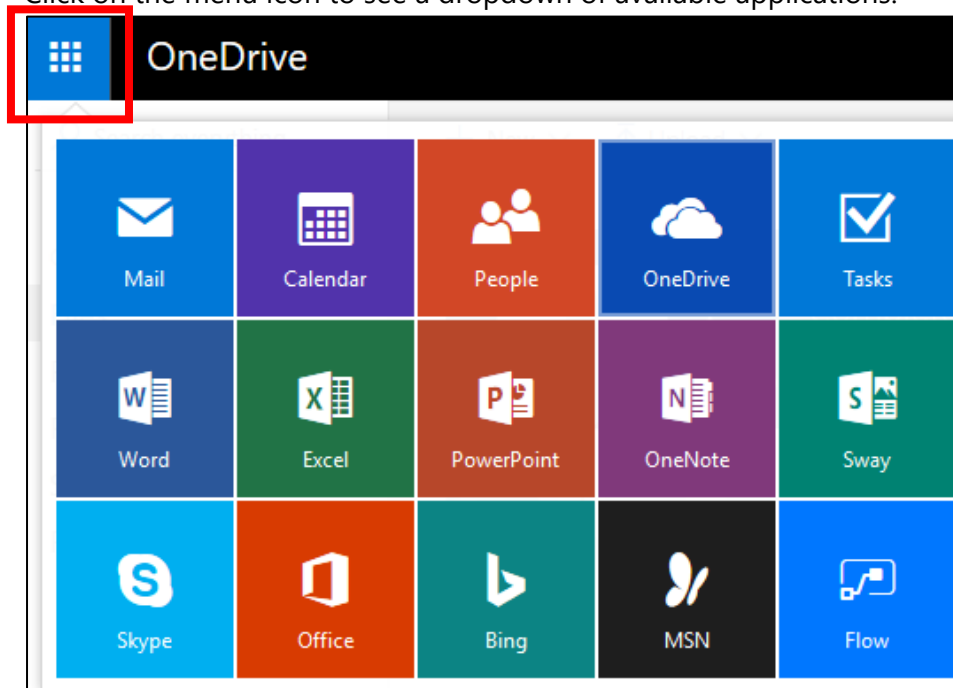 Click on the menu icon to see a dropdown of available applications.
OneDrive
Mail Calendar People OneDrive Tasks
Word Excel PowerPoint OneNote Sway
Skype Office Bing MSN Flow